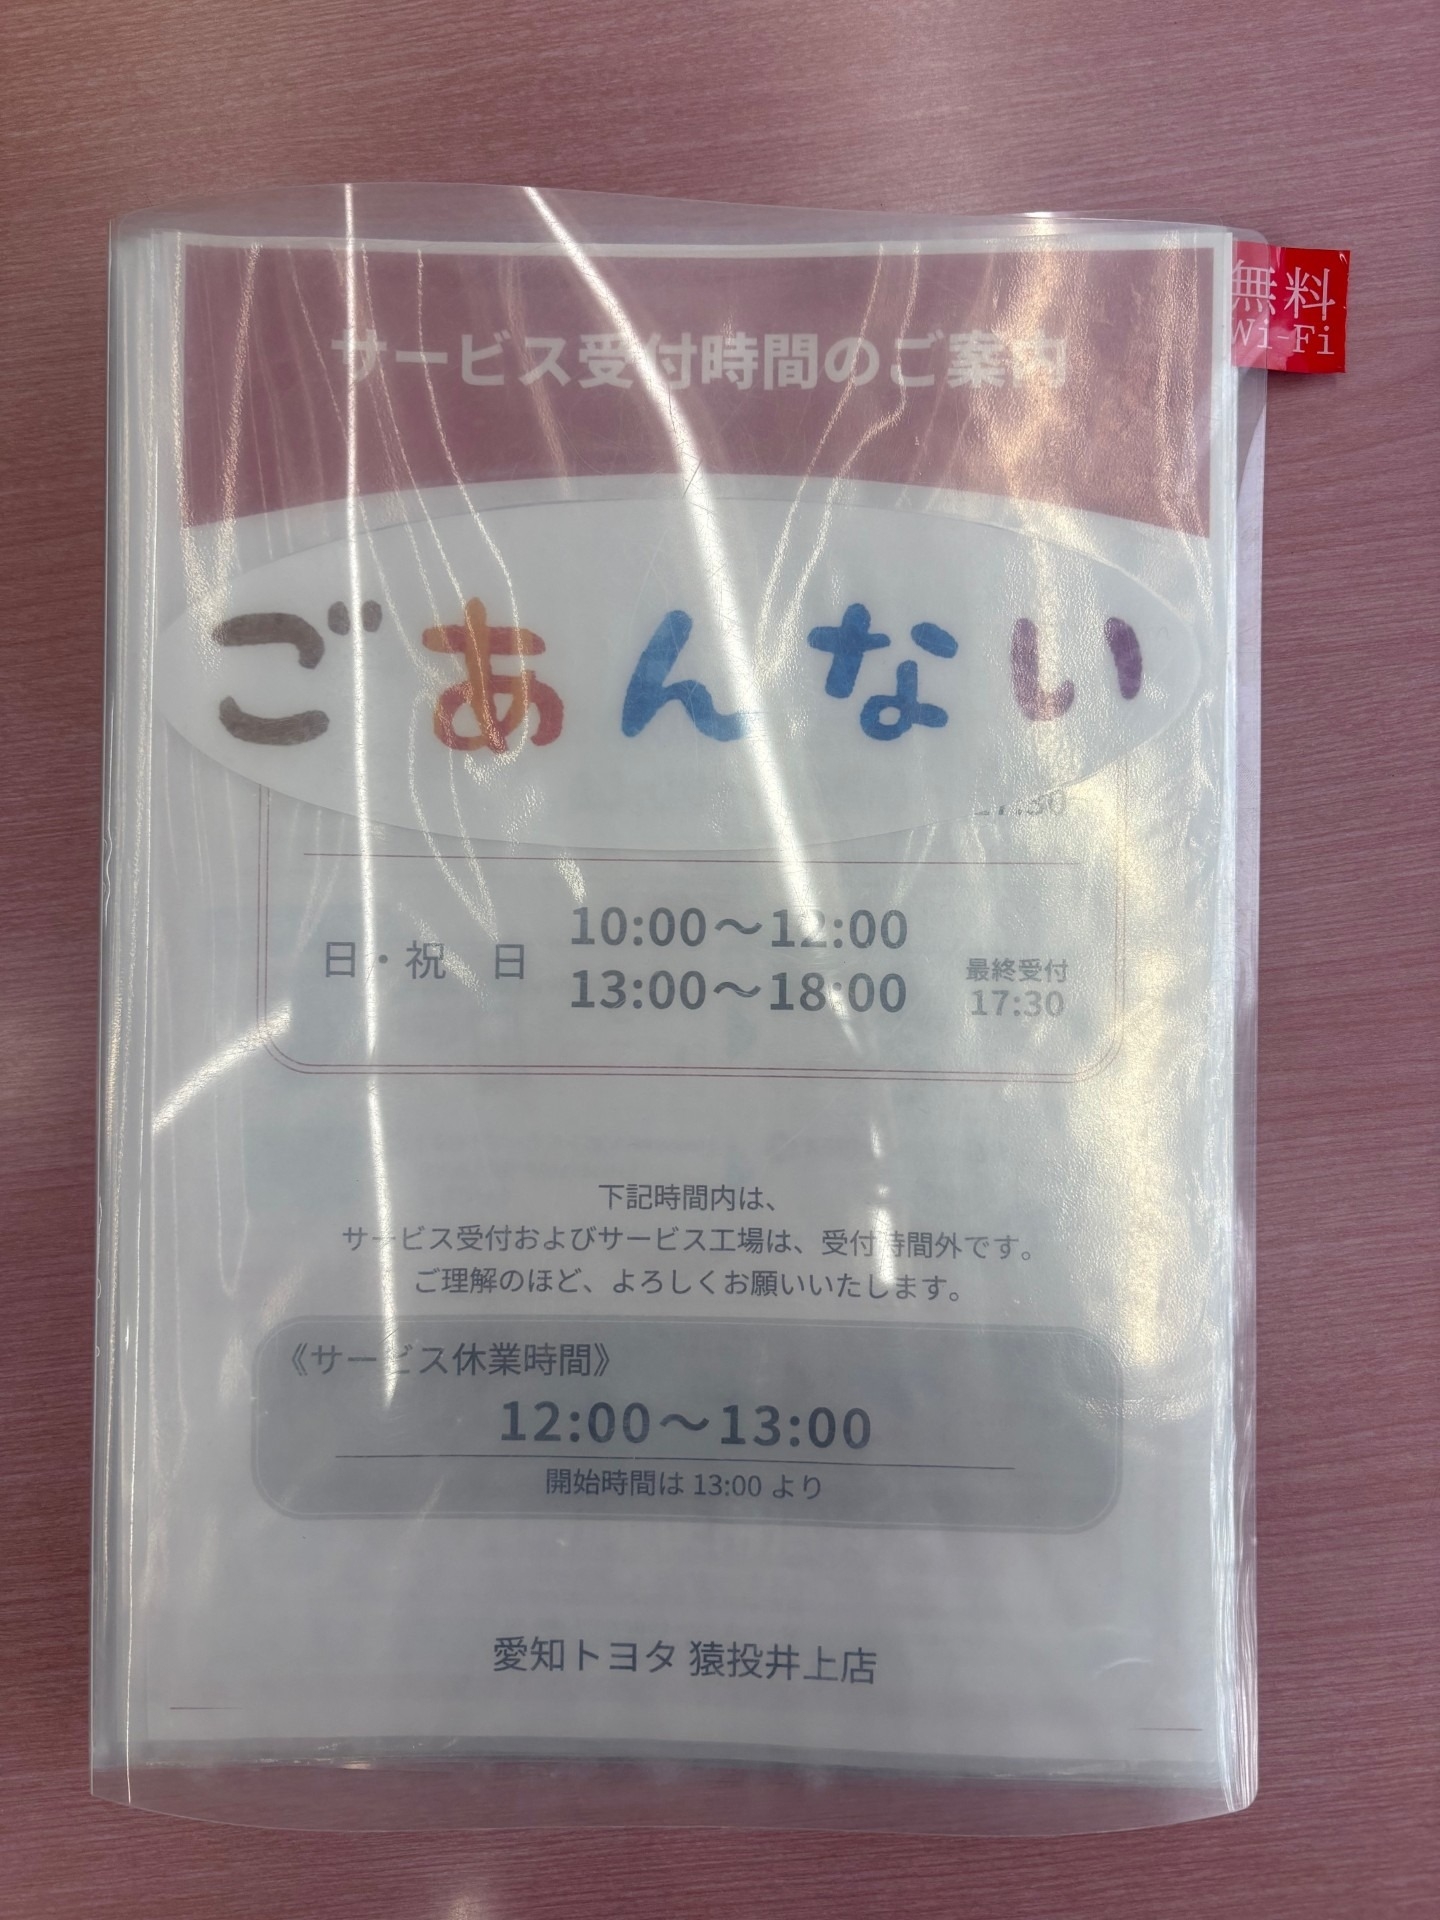 サービス受付時間のご案内
無料
Wi-Fi
ごあんない
日・祝 日
10:00～12:00
13:00～18:00
最終受付
17:30
下記時間内は、
サービス受付およびサービス工場は、受付時間外です。
ご理解のほど、よろしくお願いいたします。
《サービス休業時間》
12:00～13:00
開始時間は 13:00 より
愛知トヨタ 猿投井上店